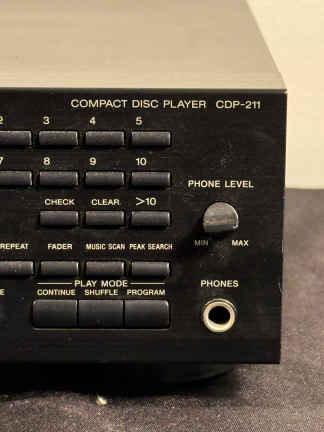 COMPACT DISC PLAYER CDP-211
2 3 4 5
7 8 9 10
PHONE LEVEL
CHECK CLEAR >10
MIN MAX
REPEAT FADER MUSIC SCAN PEAK SEARCH
PLAY MODE
CONTINUE SHUFFLE PROGRAM
PHONES